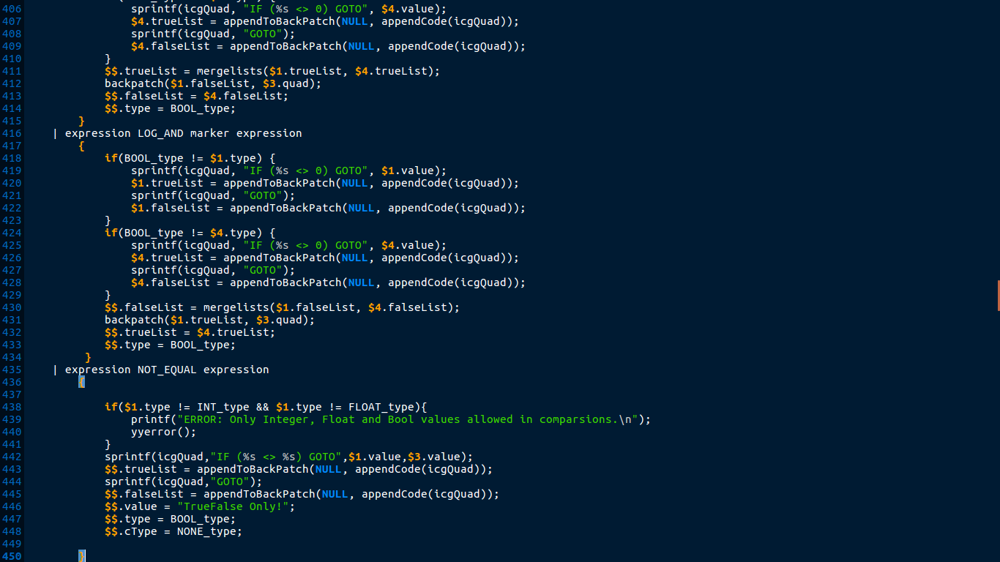 406 sprintf(icgQuad, "IF (%s <> 0) GOTO", $4.value);
407 $4.trueList = appendToBackPatch(NULL, appendCode(icgQuad));
408 sprintf(icgQuad, "GOTO");
409 $4.falseList = appendToBackPatch(NULL, appendCode(icgQuad));
410 }
411 $$.trueList = mergelists($1.trueList, $4.trueList);
412 backpatch($1.falseList, $3.quad);
413 $$.falseList = $4.falseList;
414 $$.type = BOOL_type;
415 }
416 | expression LOG_AND marker expression
417 {
418 if(BOOL_type != $1.type) {
419 sprintf(icgQuad, "IF (%s <> 0) GOTO", $1.value);
420 $1.trueList = appendToBackPatch(NULL, appendCode(icgQuad));
421 sprintf(icgQuad, "GOTO");
422 $1.falseList = appendToBackPatch(NULL, appendCode(icgQuad));
423 }
424 if(BOOL_type != $4.type) {
425 sprintf(icgQuad, "IF (%s <> 0) GOTO", $4.value);
426 $4.trueList = appendToBackPatch(NULL, appendCode(icgQuad));
427 sprintf(icgQuad, "GOTO");
428 $4.falseList = appendToBackPatch(NULL, appendCode(icgQuad));
429 }
430 $$.falseList = mergelists($1.falseList, $4.falseList);
431 backpatch($1.trueList, $3.quad);
432 $$.trueList = $4.trueList;
433 $$.type = BOOL_type;
434 }
435 | expression NOT_EQUAL expression
436 {
437
438 if($1.type != INT_type && $1.type != FLOAT_type){
439 printf("ERROR: Only Integer, Float and Bool values allowed in comparsions.\n");
440 yyerror();
441 }
442 sprintf(icgQuad,"IF (%s <> %s) GOTO",$1.value,$3.value);
443 $$.trueList = appendToBackPatch(NULL, appendCode(icgQuad));
444 sprintf(icgQuad,"GOTO");
445 $$.falseList = appendToBackPatch(NULL, appendCode(icgQuad));
446 $$.value = "TrueFalse Only!";
447 $$.type = BOOL_type;
448 $$.cType = NONE_type;
449
450 }